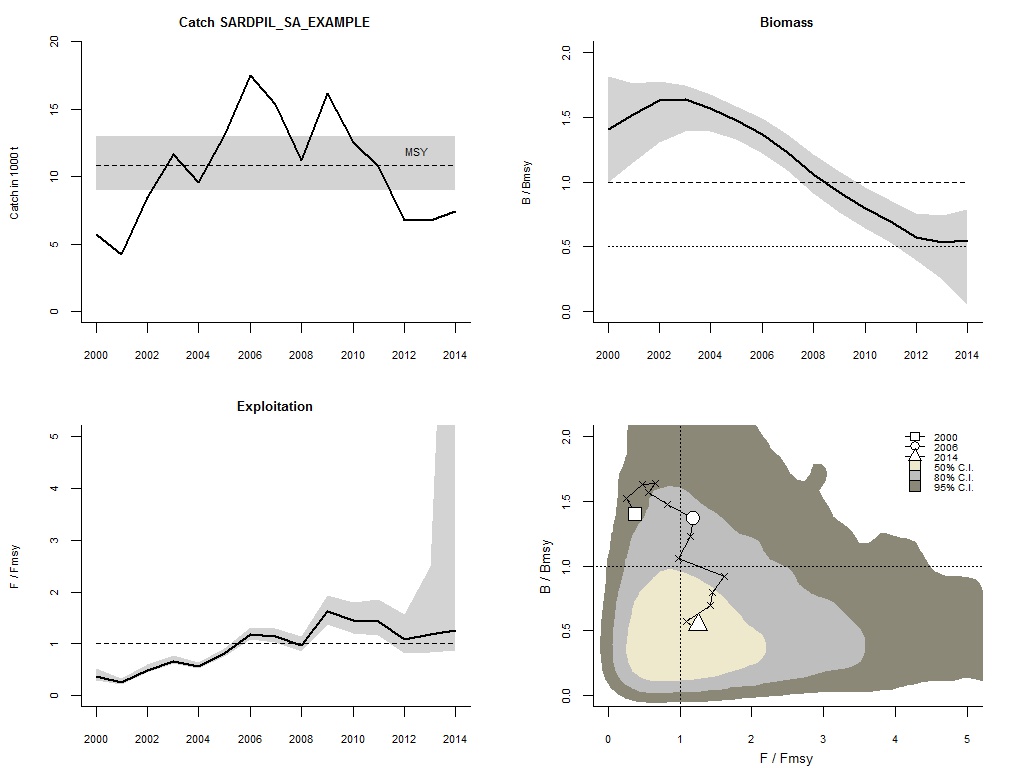 Catch SARDPIL_SA_EXAMPLE
Catch in 1000 t
20
15
10
5
0
MSY
2000 2002 2004 2006 2008 2010 2012 2014
Biomass
B / Bmsy
2.0
1.5
1.0
0.5
0.0
2000 2002 2004 2006 2008 2010 2012 2014
Exploitation
F / Fmsy
5
4
3
2
1
0
2000 2002 2004 2006 2008 2010 2012 2014
B / Bmsy
2.0
1.5
1.0
0.5
0.0
2000
2006
2014
50% C.I.
80% C.I.
95% C.I.
0 1 2 3 4 5
F / Fmsy